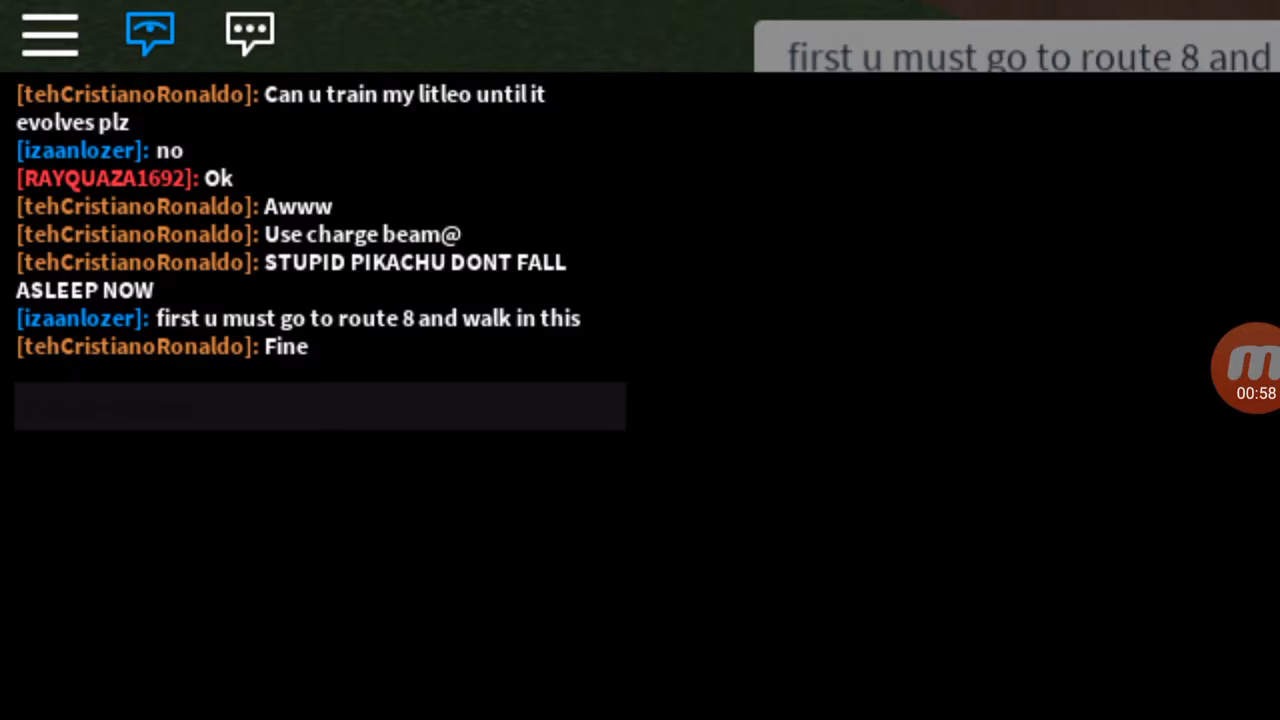 first u must go to route 8 and
[tehCristianoRonaldo]: Can u train my litleo until it
evolves plz
[izaanlozer]: no
[RAYQUAZA1692]: Ok
[tehCristianoRonaldo]: Awww
[tehCristianoRonaldo]: Use charge beam@
[tehCristianoRonaldo]: STUPID PIKACHU DONT FALL
ASLEEP NOW
[izaanlozer]: first u must go to route 8 and walk in this
[tehCristianoRonaldo]: Fine
00:58